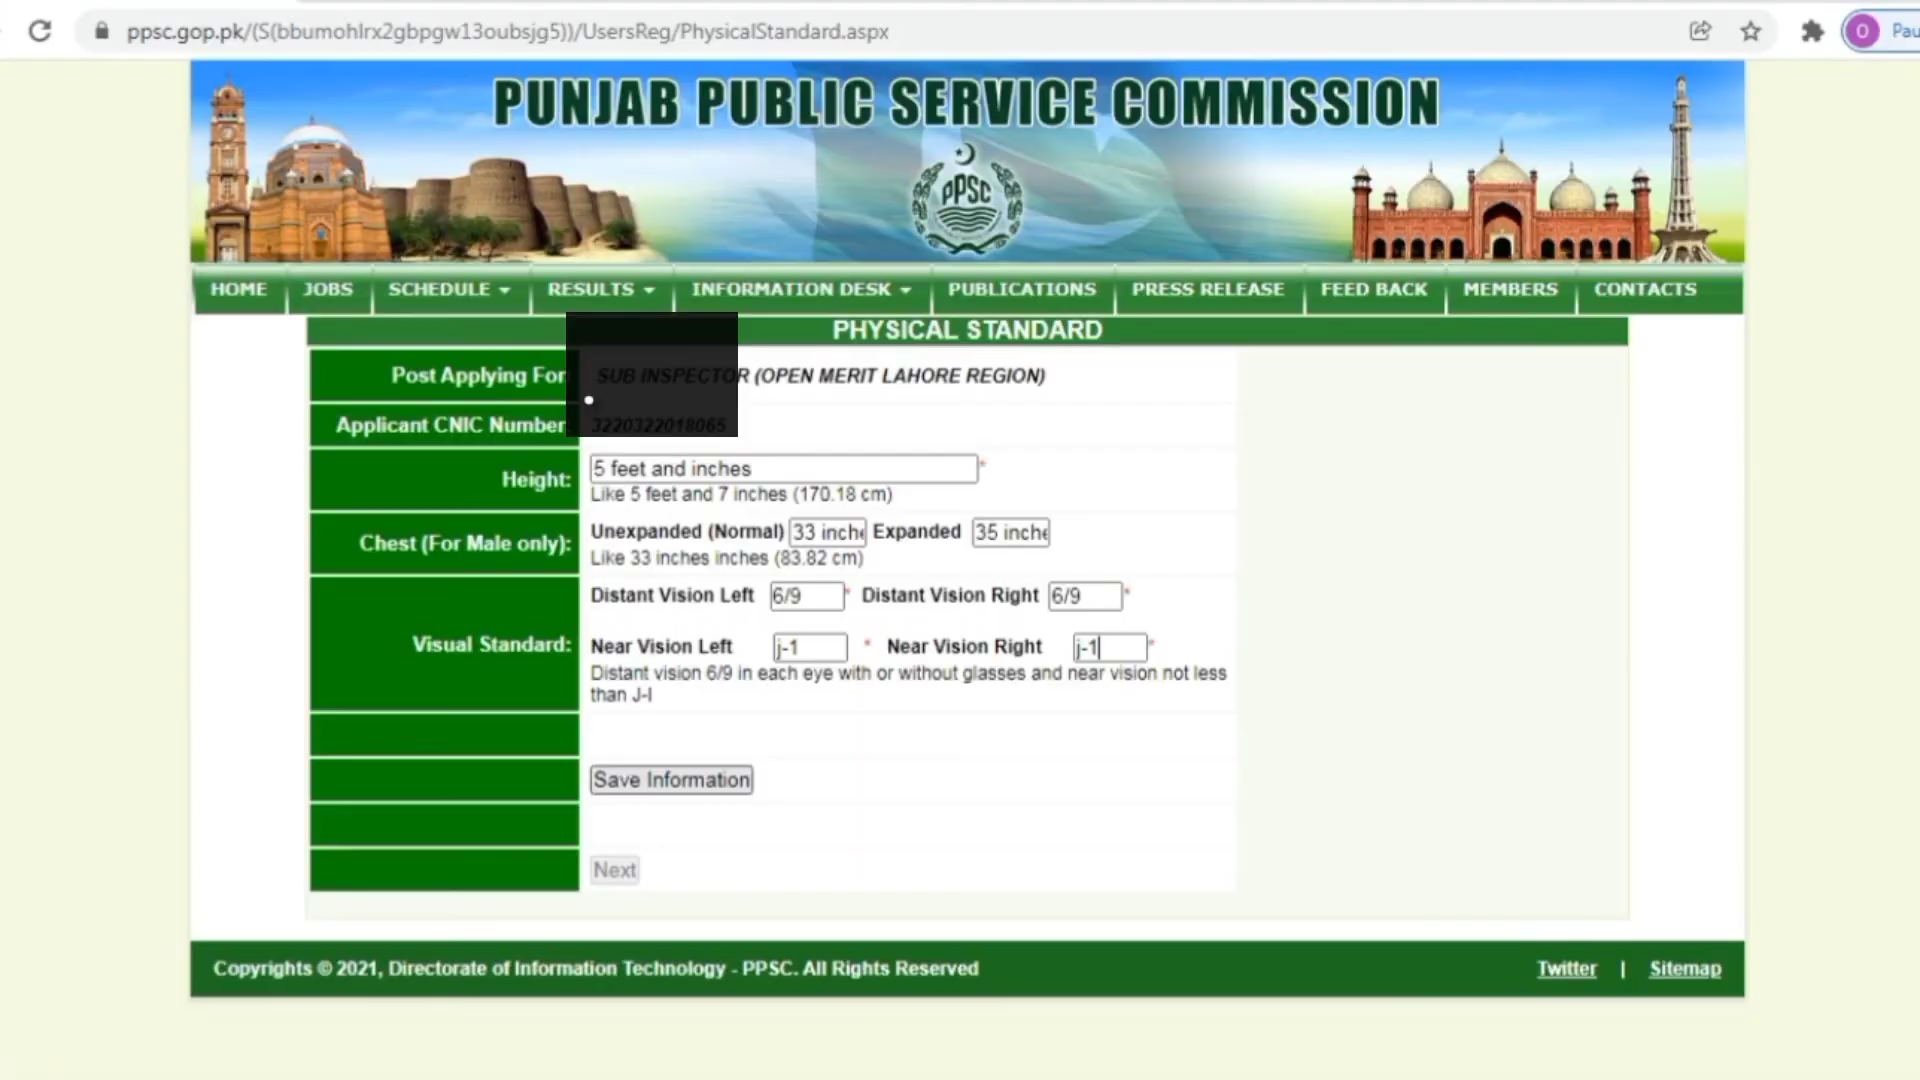 ppsc.gop.pk/(S(bbumohlrx2gbpgw13oubsjg5))/UsersReg/PhysicalStandard.aspx
O Pau
PUNJAB PUBLIC SERVICE COMMISSION
PPSC
HOME JOBS SCHEDULE RESULTS INFORMATION DESK PUBLICATIONS PRESS RELEASE FEED BACK MEMBERS CONTACTS
PHYSICAL STANDARD
Post Applying For: SUB INSPECTOR (OPEN MERIT LAHORE REGION)
Applicant CNIC Number: 3220322018065
Height: 5 feet and inches *
Like 5 feet and 7 inches (170.18 cm)
Chest (For Male only): Unexpanded (Normal) 33 inche Expanded 35 inche
Like 33 inches inches (83.82 cm)
Visual Standard: Distant Vision Left 6/9 * Distant Vision Right 6/9 *
Near Vision Left j-1 * Near Vision Right j-1 *
Distant vision 6/9 in each eye with or without glasses and near vision not less
than J-I
Save Information
Next
Copyrights © 2021, Directorate of Information Technology - PPSC. All Rights Reserved Twitter | Sitemap